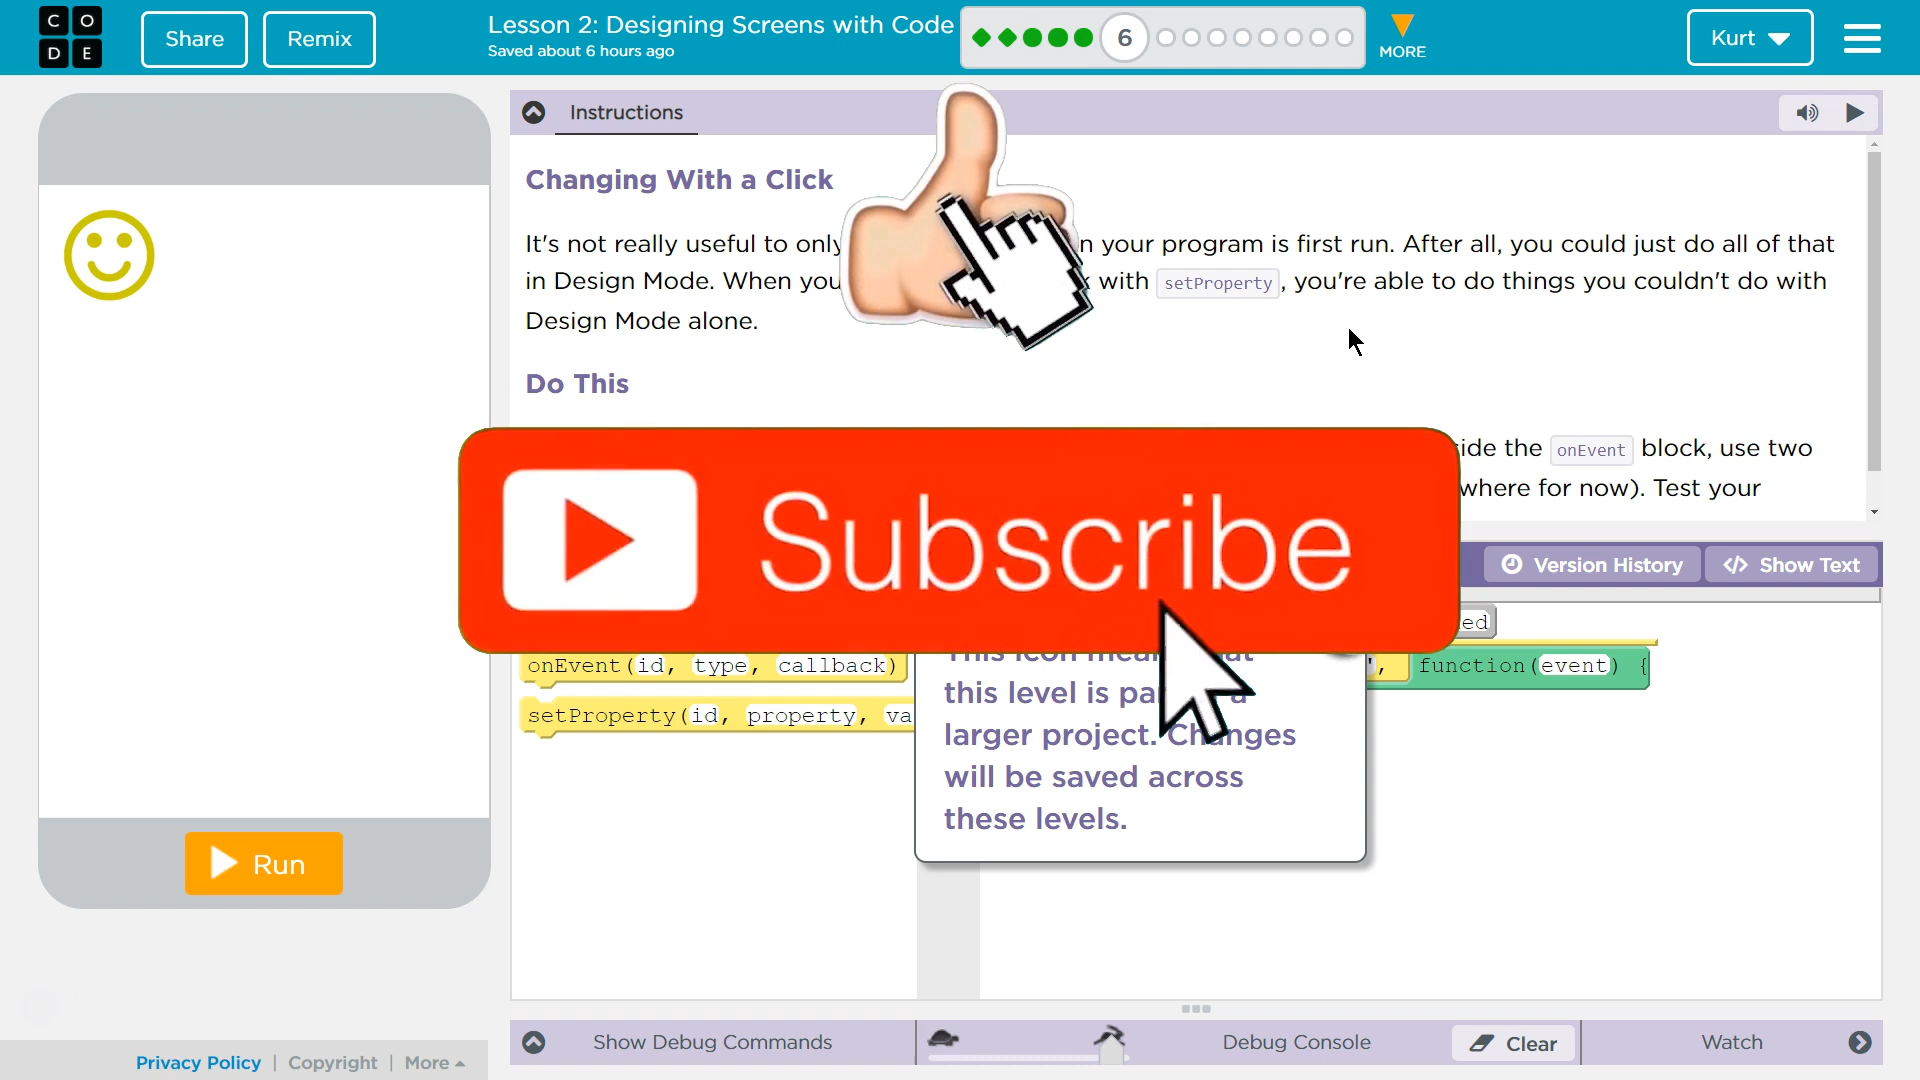 CODE
Share
Remix
Lesson 2: Designing Screens with Code
Saved about 6 hours ago
6
MORE
Kurt
Instructions
Changing With a Click
It's not really useful to only n your program is first run. After all, you could just do all of that
in Design Mode. When you with setProperty, you're able to do things you couldn't do with
Design Mode alone.
Do This
ide the onEvent block, use two
where for now). Test your
Subscribe
Version History
Show Text
ed
onEvent(id, type, callback)
setProperty(id, property, va
', function(event) {
this level is pa a
larger project. Changes
will be saved across
these levels.
Run
Show Debug Commands
Debug Console
Clear
Watch
Privacy Policy | Copyright | More